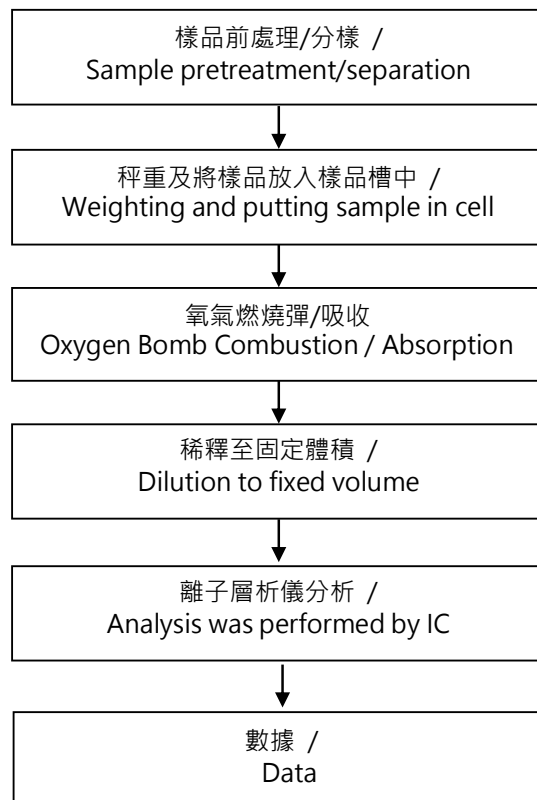 樣品前處理/分樣 /
Sample pretreatment/separation
秤重及將樣品放入樣品槽中 /
Weighting and putting sample in cell
氧氣燃燒彈/吸收
Oxygen Bomb Combustion / Absorption
稀釋至固定體積 /
Dilution to fixed volume
離子層析儀分析 /
Analysis was performed by IC
數據 /
Data